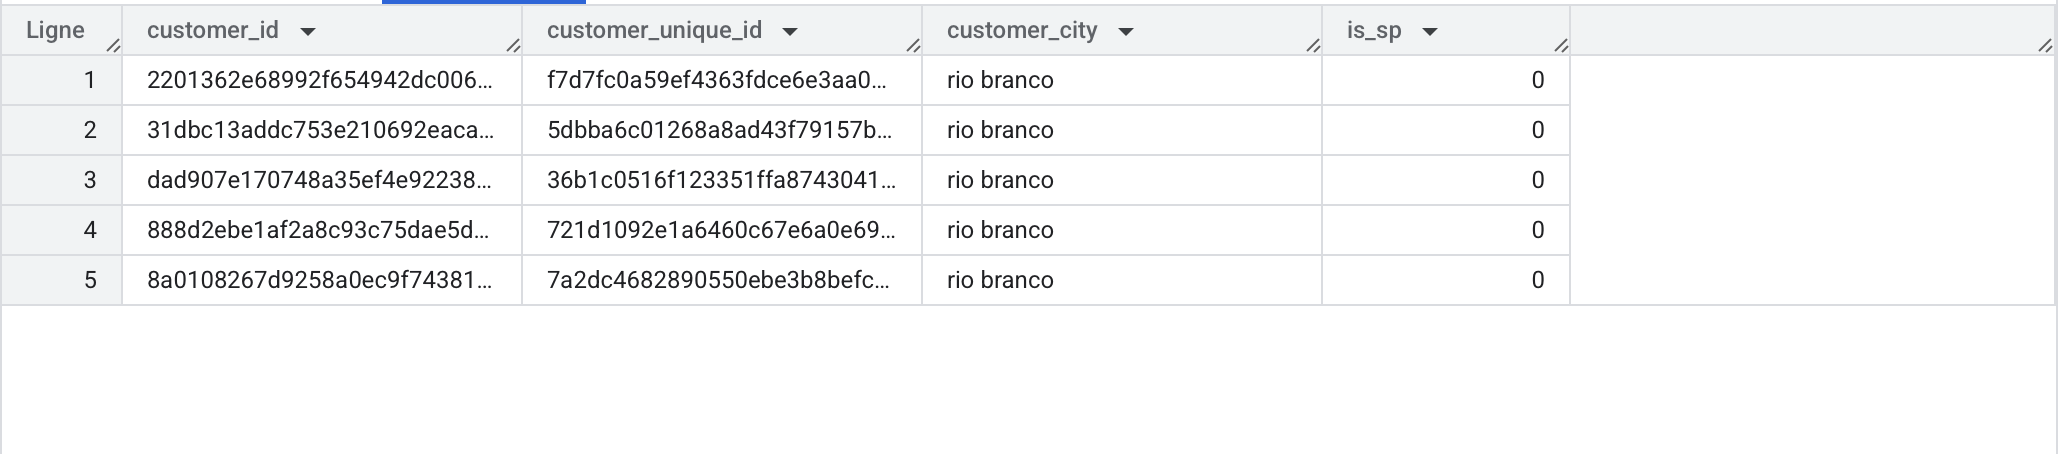 Ligne customer_id customer_unique_id customer_city is_sp
1 2201362e68992f654942dc006... f7d7fc0a59ef4363fdce6e3aa0... rio branco 0
2 31dbc13addc753e210692eaca... 5dbba6c01268a8ad43f79157b... rio branco 0
3 dad907e170748a35ef4e92238... 36b1c0516f123351ffa8743041... rio branco 0
4 888d2ebe1af2a8c93c75dae5d... 721d1092e1a6460c67e6a0e69... rio branco 0
5 8a0108267d9258a0ec9f74381... 7a2dc4682890550ebe3b8befc... rio branco 0